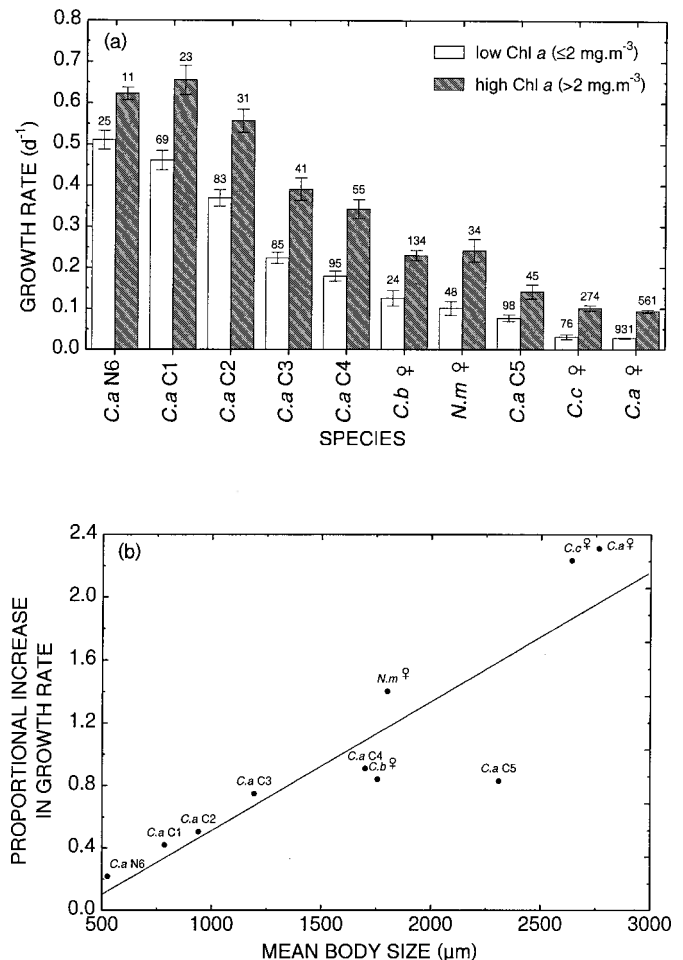 (a)
low Chl a (≤2 mg.m-3)
high Chl a (>2 mg.m-3)
GROWTH RATE (d-1)
0.8
0.7
0.6
0.5
0.4
0.3
0.2
0.1
0.0
25 11
69 23
83 31
85 41
95 55
24 134
48 34
98 45
76 274
931 561
C.a N6
C.a C1
C.a C2
C.a C3
C.a C4
C.b ♀
N.m ♀
C.a C5
C.c ♀
C.a ♀
SPECIES
(b)
PROPORTIONAL INCREASE
IN GROWTH RATE
2.4
2.0
1.6
1.2
0.8
0.4
0.0
C.c♀ C.a♀
N.m ♀
C.a C4
C.b ♀
C.a C5
C.a C3
C.a C2
C.a C1
C.a N6
500 1000 1500 2000 2500 3000
MEAN BODY SIZE (μm)